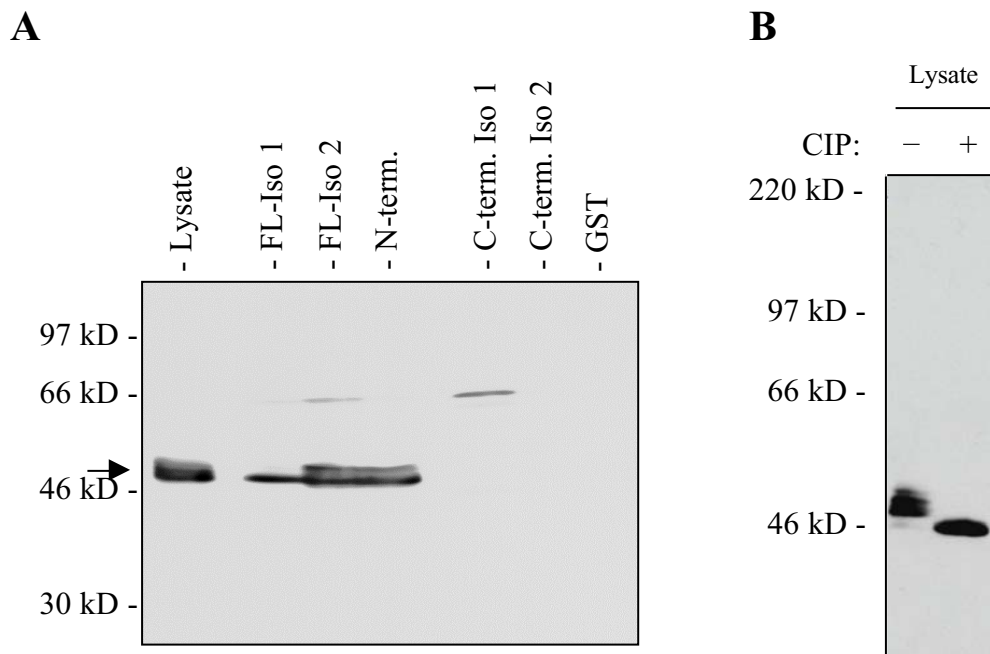 A
- Lysate
- FL-Iso 1
- FL-Iso 2
- N-term.
- C-term. Iso 1
- C-term. Iso 2
- GST
97 kD -
66 kD -
46 kD -
30 kD -
B
Lysate
CIP: − +
220 kD -
97 kD -
66 kD -
46 kD -